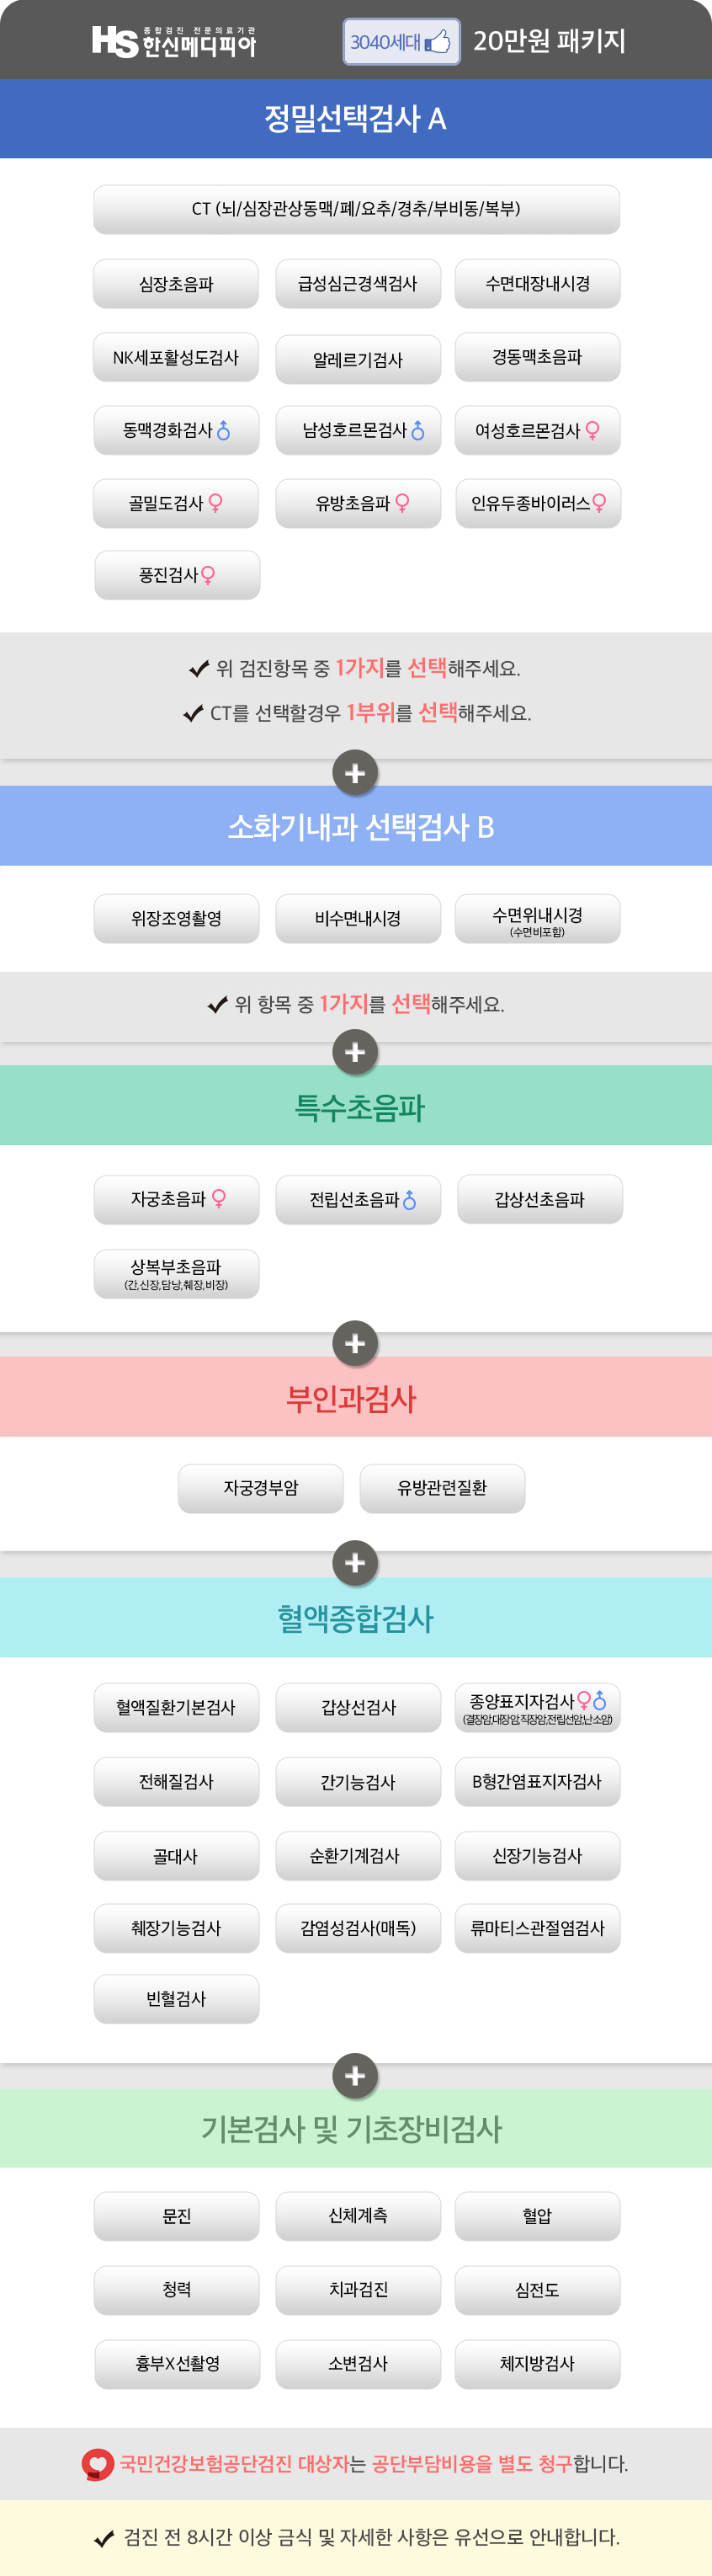 종합검진 전문의료기관
HS 한신메디피아
3040세대 20만원 패키지
정밀선택검사 A
CT (뇌/심장관상동맥/폐/요추/경추/부비동/복부)
심장초음파 급성심근경색검사 수면대장내시경
NK세포활성도검사 알레르기검사 경동맥초음파
동맥경화검사♂ 남성호르몬검사♂ 여성호르몬검사♀
골밀도검사♀ 유방초음파♀ 인유두종바이러스♀
풍진검사♀
위 검진항목 중 1가지를 선택해주세요.
CT를 선택할경우 1부위를 선택해주세요.
+
소화기내과 선택검사 B
위장조영촬영 비수면내시경 수면위내시경
(수면비포함)
위 항목 중 1가지를 선택해주세요.
+
특수초음파
자궁초음파♀ 전립선초음파♂ 갑상선초음파
상복부초음파
(간,신장,담낭,췌장,비장)
+
부인과검사
자궁경부암 유방관련질환
+
혈액종합검사
혈액질환기본검사 갑상선검사 종양표지자검사♀♂
(결장암,대장암,직장암,전립선암,난소암)
전해질검사 간기능검사 B형간염표지자검사
골대사 순환기계검사 신장기능검사
췌장기능검사 감염성검사(매독) 류마티스관절염검사
빈혈검사
+
기본검사 및 기초장비검사
문진 신체계측 혈압
청력 치과검진 심전도
흉부X선촬영 소변검사 체지방검사
국민건강보험공단검진 대상자는 공단부담비용을 별도 청구합니다.
검진 전 8시간 이상 금식 및 자세한 사항은 유선으로 안내합니다.